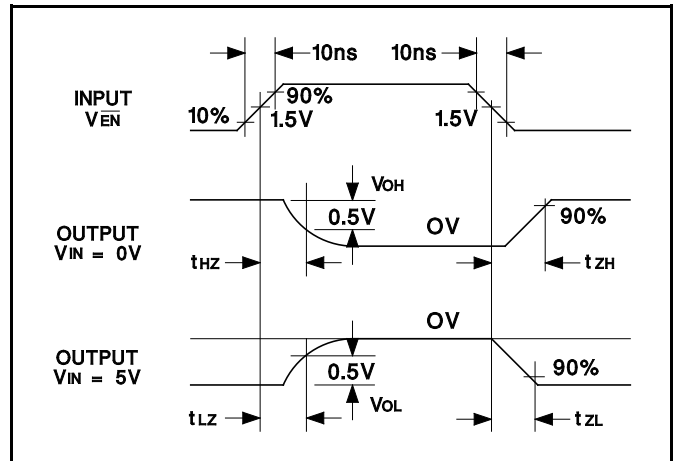 10ns 10ns
INPUT
VEN
10% 90% 1.5V 1.5V
OUTPUT
VIN = 0V
VOH
0.5V
OV
90%
tHZ
tZH
OUTPUT
VIN = 5V
OV
0.5V
VOL
90%
tLZ
tZL